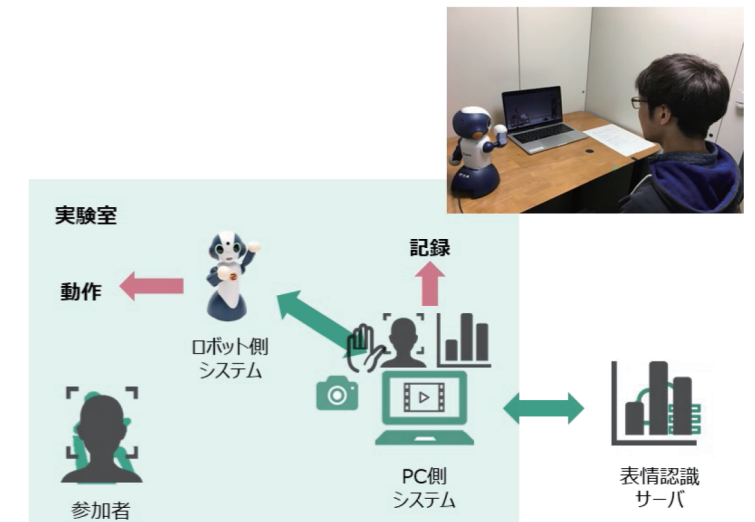 実験室
記録
動作
ロボット側
システム
PC側
システム
表情認識
サーバ
参加者